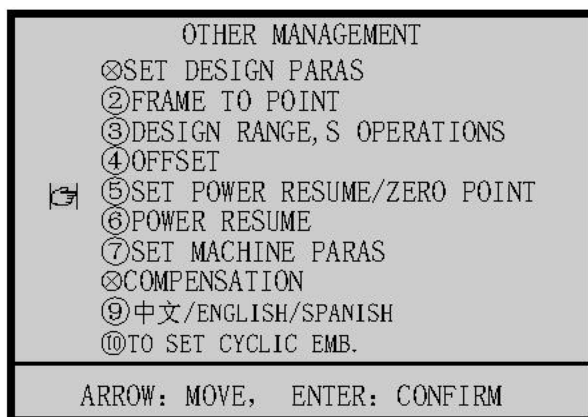 OTHER MANAGEMENT
⊗SET DESIGN PARAS
②FRAME TO POINT
③DESIGN RANGE,S OPERATIONS
④OFFSET
⑤SET POWER RESUME/ZERO POINT
⑥POWER RESUME
⑦SET MACHINE PARAS
⊗COMPENSATION
⑨中文/ENGLISH/SPANISH
⑩TO SET CYCLIC EMB.
ARROW: MOVE, ENTER: CONFIRM